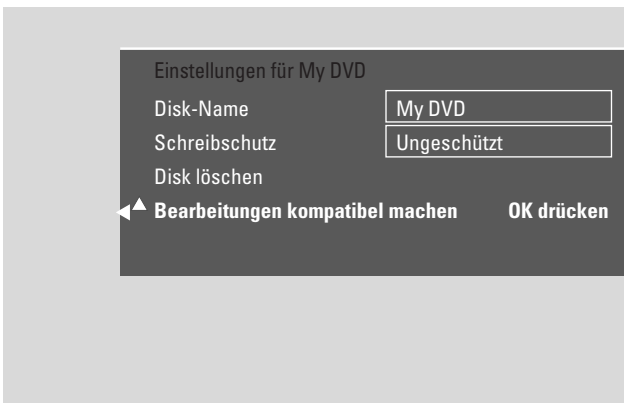 Einstellungen für My DVD
Disk-Name My DVD
Schreibschutz Ungeschützt
Disk löschen
Bearbeitungen kompatibel machen OK drücken